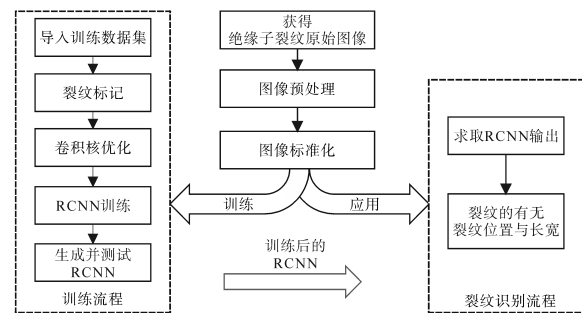 导入训练数据集
裂纹标记
卷积核优化
RCNN训练
生成并测试
RCNN
训练流程
获得
绝缘子裂纹原始图像
图像预处理
图像标准化
训练
应用
训练后的
RCNN
求取RCNN输出
裂纹的有无
裂纹位置与长宽
裂纹识别流程